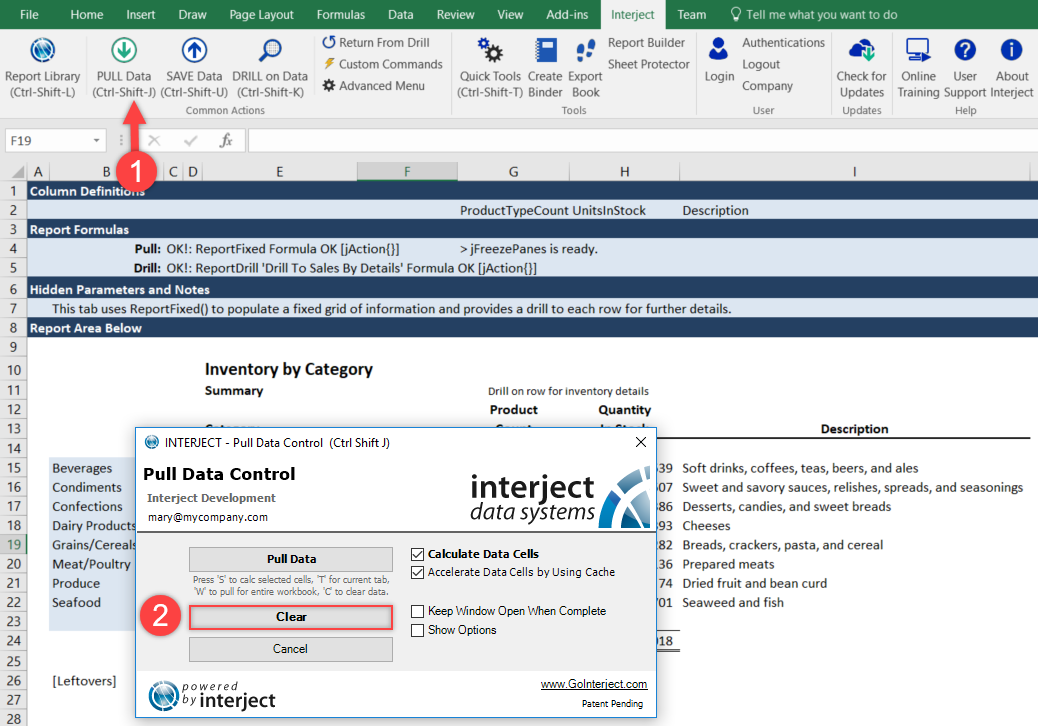 File Home Insert Draw Page Layout Formulas Data Review View Add-ins Interject Team Tell me what you want to do
Report Library
(Ctrl-Shift-L)
PULL Data
(Ctrl-Shift-J)
SAVE Data
(Ctrl-Shift-U)
DRILL on Data
(Ctrl-Shift-K)
Common Actions
Return From Drill
Custom Commands
Advanced Menu
Quick Tools
(Ctrl-Shift-T)
Create
Binder
Export
Book
Report Builder
Sheet Protector
Tools
Login
Authentications
Logout
Company
User
Check for
Updates
Updates
Online
Training
User
Support
About
Interject
Help
F19 fx
1
A B C D E F G H I
1 Column Definitions
2 ProductTypeCount UnitsInStock Description
3 Report Formulas
4 Pull: OK!: ReportFixed Formula OK [jAction{}] > jFreezePanes is ready.
5 Drill: OK!: ReportDrill 'Drill To Sales By Details' Formula OK [jAction{}]
6 Hidden Parameters and Notes
7 This tab uses ReportFixed() to populate a fixed grid of information and provides a drill to each row for further details.
8 Report Area Below
9
10 Inventory by Category
11 Summary Drill on row for inventory details
12 Product Quantity
13 Description
14
15 Beverages 39 Soft drinks, coffees, teas, beers, and ales
16 Condiments 07 Sweet and savory sauces, relishes, spreads, and seasonings
17 Confections 86 Desserts, candies, and sweet breads
18 Dairy Products 93 Cheeses
19 Grains/Cereals 282 Breads, crackers, pasta, and cereal
20 Meat/Poultry 36 Prepared meats
21 Produce 74 Dried fruit and bean curd
22 Seafood 01 Seaweed and fish
23
24 18
25
26 [Leftovers]
27
28
INTERJECT - Pull Data Control (Ctrl Shift J)
Pull Data Control
Interject Development
mary@mycompany.com
interject
data systems
Pull Data
Press 'S' to calc selected cells, 'T' for current tab,
'W' to pull for entire workbook, 'C' to clear data.
2
Clear
Cancel
Calculate Data Cells
Accelerate Data Cells by Using Cache
Keep Window Open When Complete
Show Options
powered
by interject
www.GoInterject.com
Patent Pending